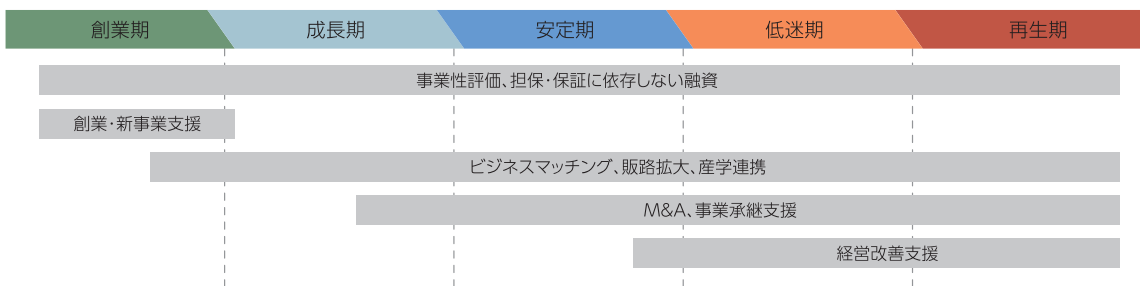 創業期
成長期
安定期
低迷期
再生期
事業性評価、担保・保証に依存しない融資
創業・新事業支援
ビジネスマッチング、販路拡大、産学連携
M&A、事業承継支援
経営改善支援